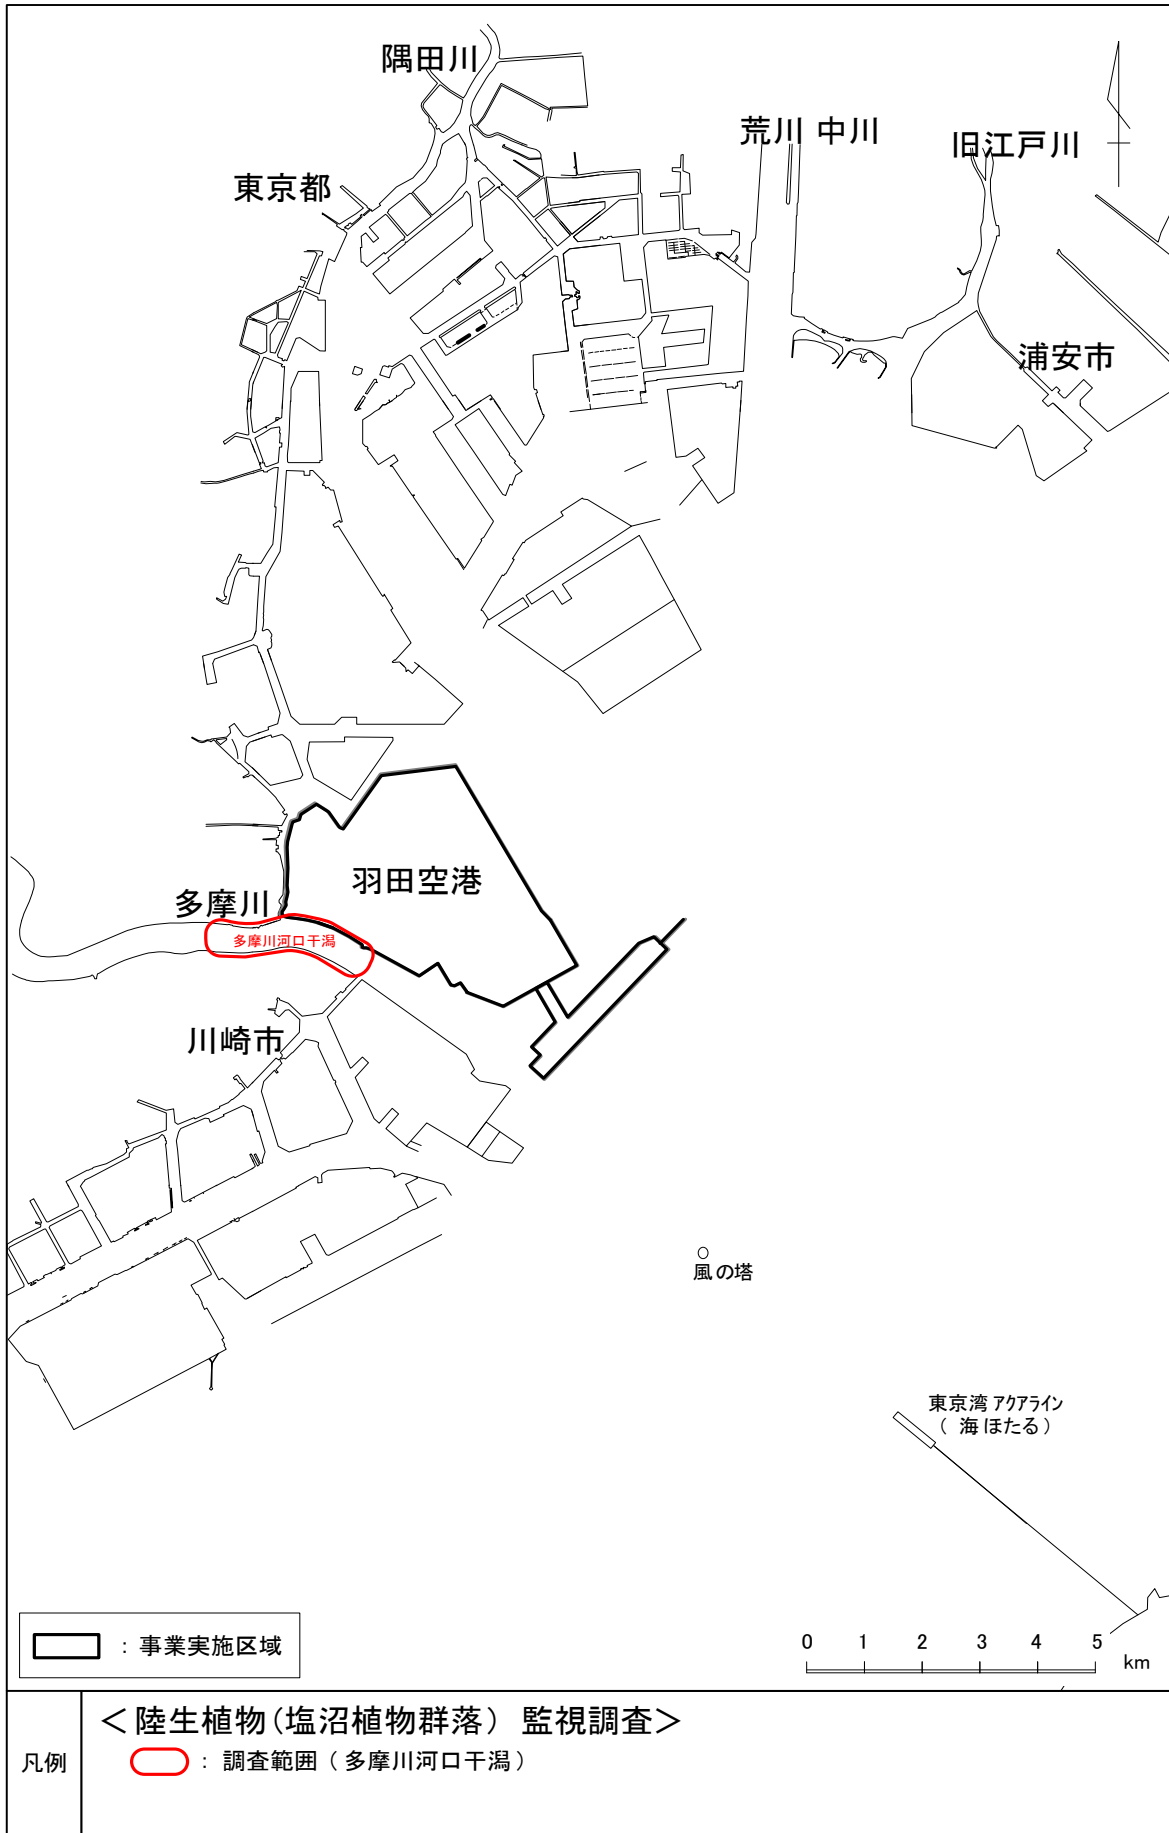 隅田川
荒川 中川
旧江戸川
東京都
浦安市
羽田空港
多摩川
多摩川河口干潟
川崎市
風の塔
東京湾アクアライン
(海ほたる)
：事業実施区域
0 1 2 3 4 5
km
凡例
＜陸生植物(塩沼植物群落) 監視調査＞
：調査範囲(多摩川河口干潟)